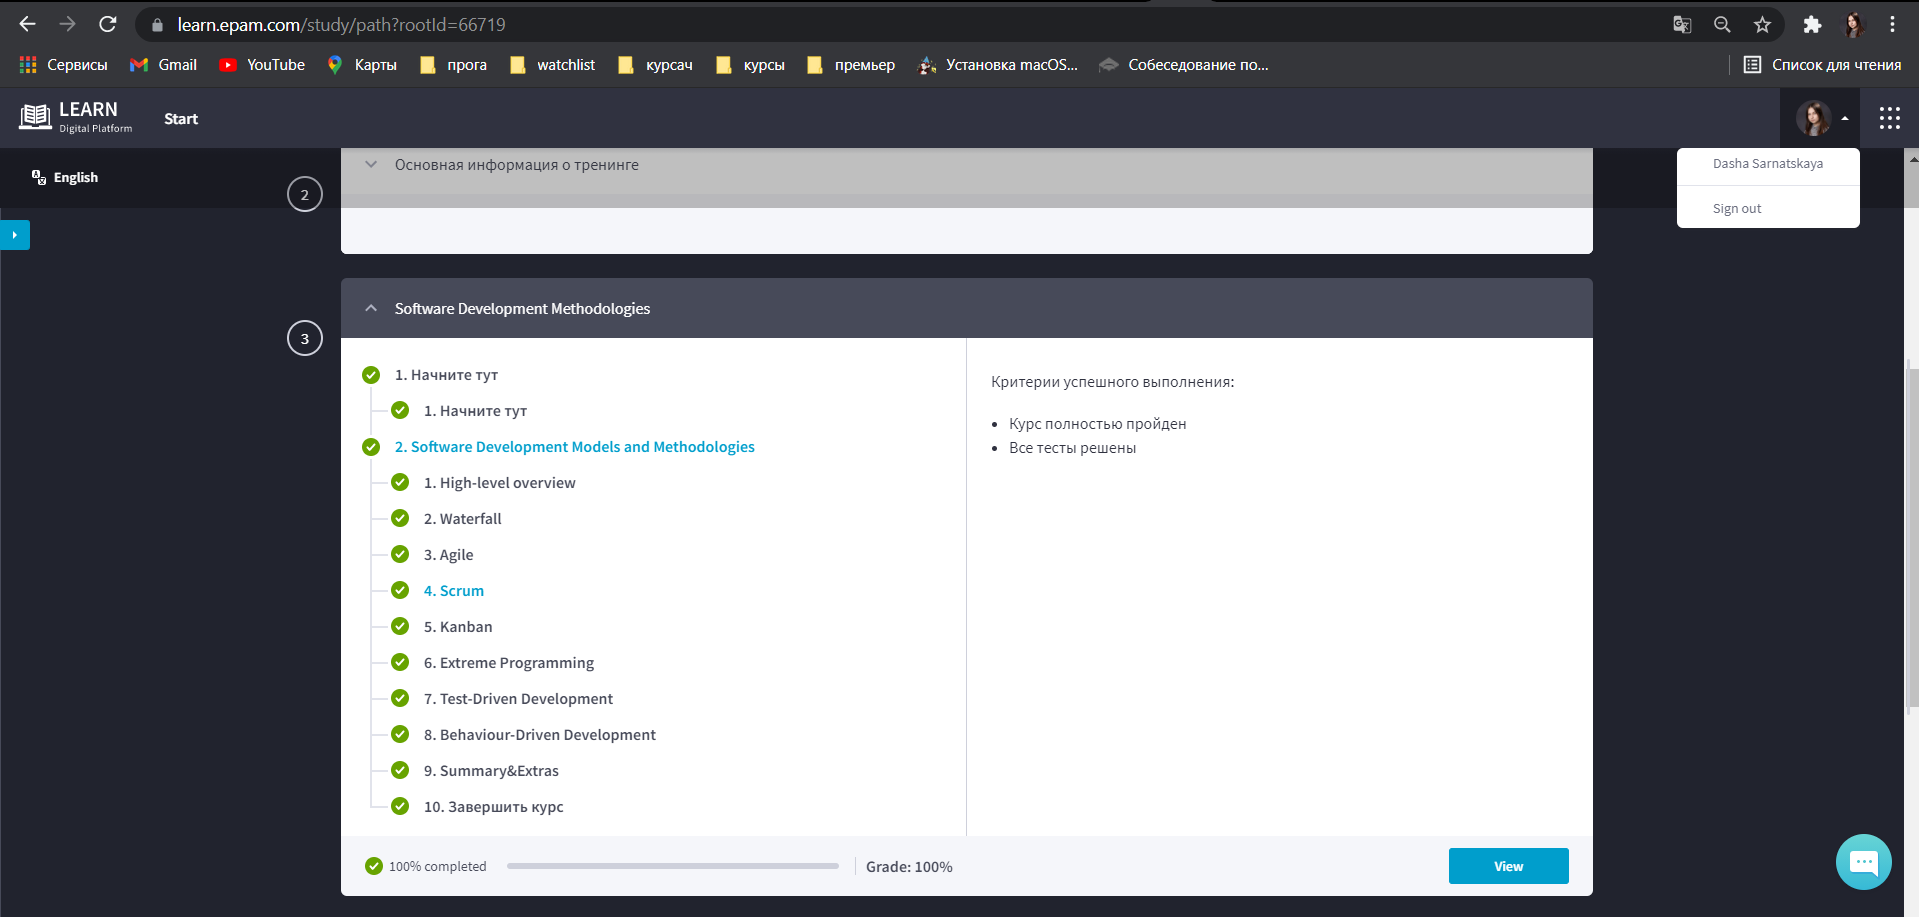 learn.epam.com/study/path?rootId=66719
Сервисы Gmail YouTube Карты прога watchlist курсач курсы премьер Установка macOS... Собеседование по... Список для чтения
LEARN
Digital Platform
Start
English
2
Основная информация о тренинге
Dasha Sarnatskaya
Sign out
3
Software Development Methodologies
1. Начните тут
1. Начните тут
2. Software Development Models and Methodologies
1. High-level overview
2. Waterfall
3. Agile
4. Scrum
5. Kanban
6. Extreme Programming
7. Test-Driven Development
8. Behaviour-Driven Development
9. Summary&Extras
10. Завершить курс
Критерии успешного выполнения:
• Курс полностью пройден
• Все тесты решены
100% completed
Grade: 100%
View